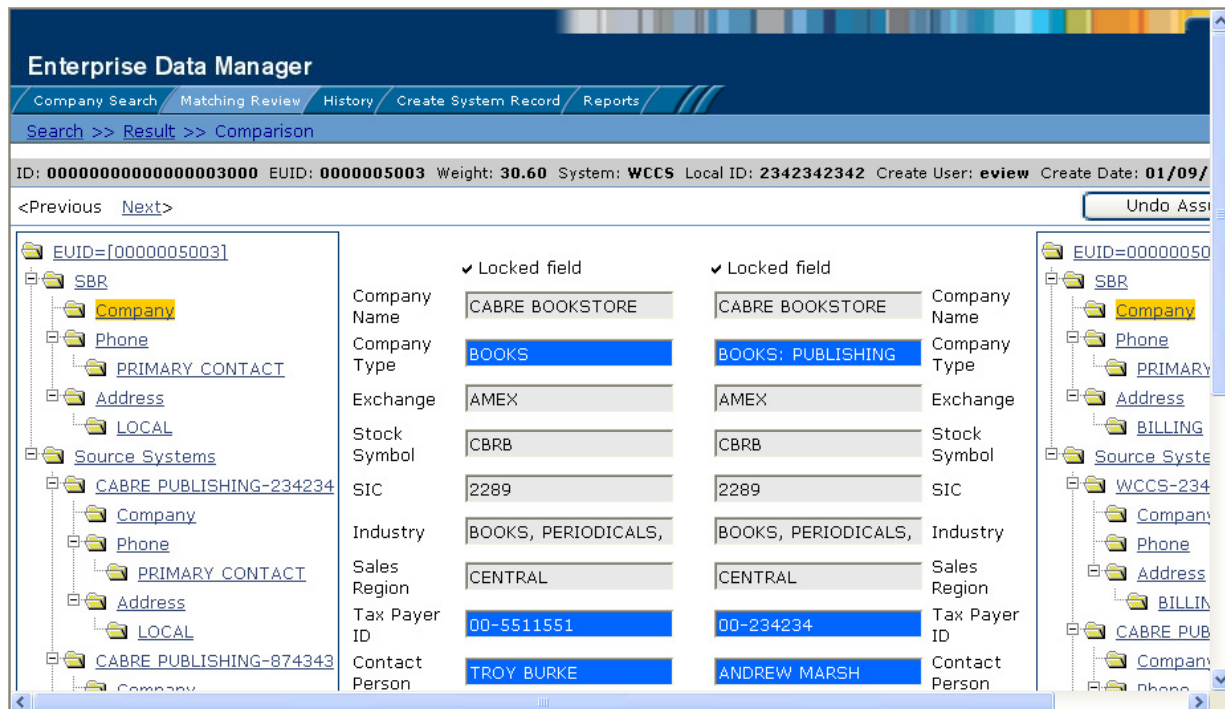 Enterprise Data Manager
Company Search Matching Review History Create System Record Reports
Search >> Result >> Comparison
ID: 00000000000000003000 EUID: 0000005003 Weight: 30.60 System: WCCS Local ID: 2342342342 Create User: eview Create Date: 01/09/
<Previous Next> Undo Assu
EUID=[0000005003]
SBR
Company
Phone
PRIMARY CONTACT
Address
LOCAL
Source Systems
CABRE PUBLISHING-234234
Company
Phone
PRIMARY CONTACT
Address
LOCAL
CABRE PUBLISHING-874343
Company
✔ Locked field ✔ Locked field
Company Name CABRE BOOKSTORE CABRE BOOKSTORE Company Name
Company Type BOOKS BOOKS: PUBLISHING Company Type
Exchange AMEX AMEX Exchange
Stock Symbol CBRB CBRB Stock Symbol
SIC 2289 2289 SIC
Industry BOOKS, PERIODICALS, BOOKS, PERIODICALS, Industry
Sales Region CENTRAL CENTRAL Sales Region
Tax Payer ID 00-5511551 00-234234 Tax Payer ID
Contact Person TROY BURKE ANDREW MARSH Contact Person
EUID=00000050
SBR
Company
Phone
PRIMARY
Address
BILLING
Source Syste
WCCS-234
Company
Phone
Address
BILLIN
CABRE PUB
Company
Phone